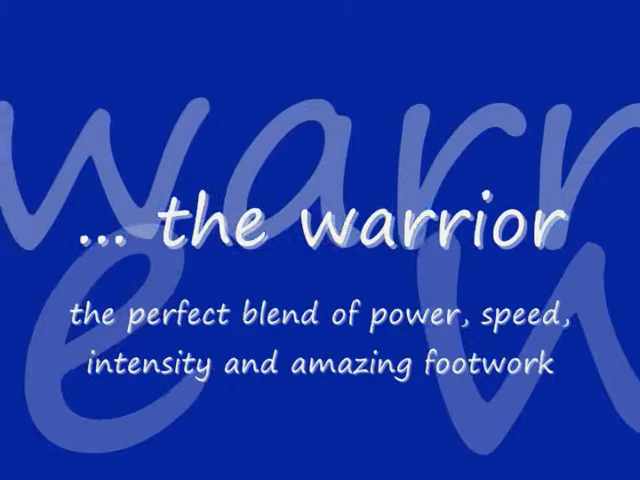 ... the warrior
the perfect blend of power, speed,
intensity and amazing footwork